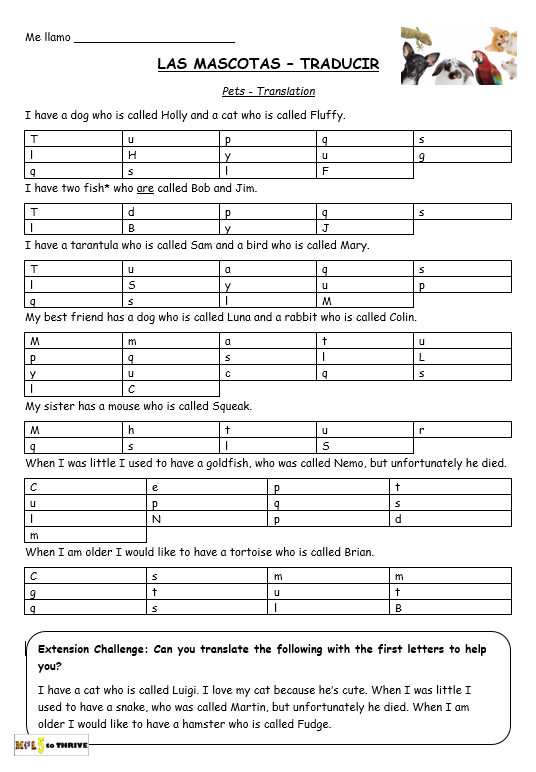 Me llamo ________________________
LAS MASCOTAS – TRADUCIR
Pets - Translation
I have a dog who is called Holly and a cat who is called Fluffy.
T u p q s
l H y u g
q s l F
I have two fish* who are called Bob and Jim.
T d p q s
l B y J
I have a tarantula who is called Sam and a bird who is called Mary.
T u a q s
l S y u p
q s l M
My best friend has a dog who is called Luna and a rabbit who is called Colin.
M m a t u
p q s l L
y u c q s
l C
My sister has a mouse who is called Squeak.
M h t u r
q s l S
When I was little I used to have a goldfish, who was called Nemo, but unfortunately he died.
C e p t
u p q s
l N p d
m
When I am older I would like to have a tortoise who is called Brian.
C s m m
g t u t
q s l B
Extension Challenge: Can you translate the following with the first letters to help
you?
I have a cat who is called Luigi. I love my cat because he's cute. When I was little I
used to have a snake, who was called Martin, but unfortunately he died. When I am
older I would like to have a hamster who is called Fudge.
MFL 5 to THRIVE